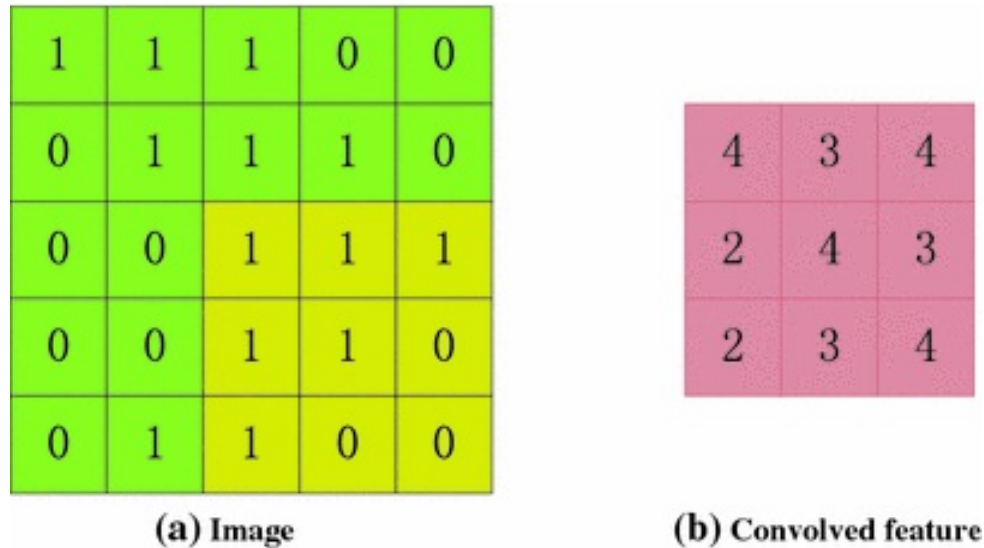 1 1 1 0 0
0 1 1 1 0
0 0 1 1 1
0 0 1 1 0
0 1 1 0 0
(a) Image
4 3 4
2 4 3
2 3 4
(b) Convolved feature